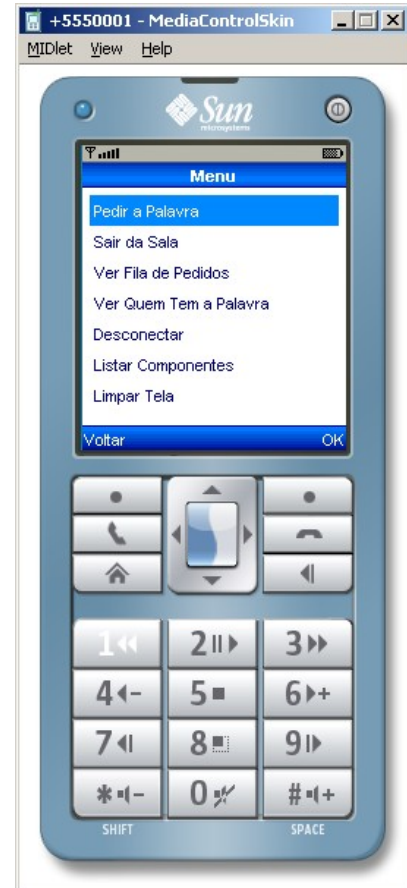 +5550001 - MediaControlSkin
MIDlet View Help
Sun
microsystems
Menu
Pedir a Palavra
Sair da Sala
Ver Fila de Pedidos
Ver Quem Tem a Palavra
Desconectar
Listar Componentes
Limpar Tela
Voltar OK
1 2 3
4 - 5 6 +
7 8 9
* - 0 # +
SHIFT SPACE